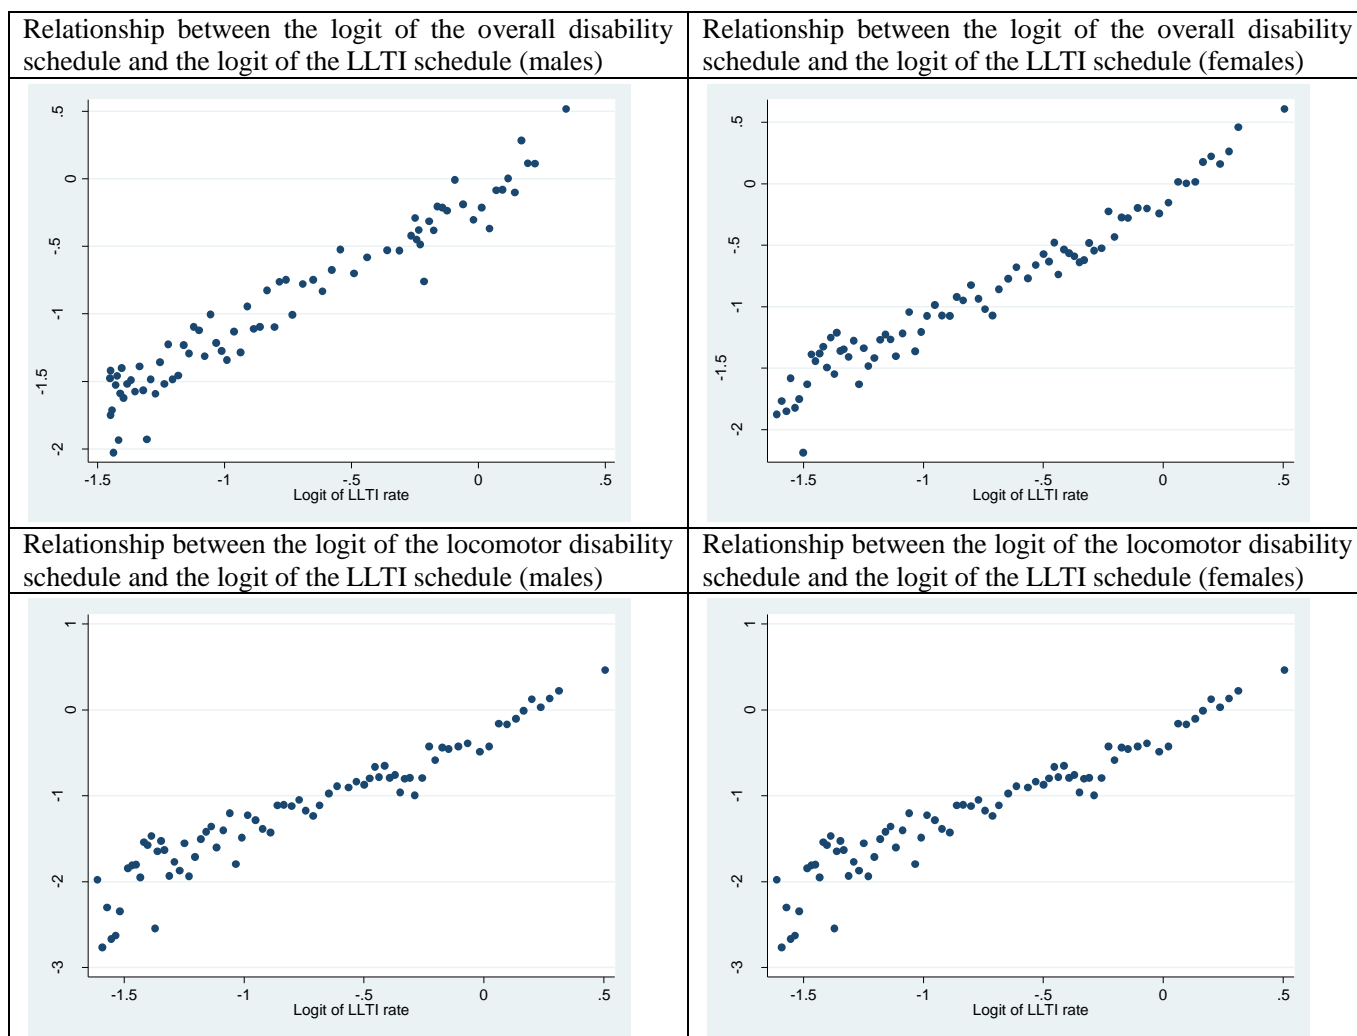 Relationship between the logit of the overall disability
schedule and the logit of the LLTI schedule (males)
Relationship between the logit of the overall disability
schedule and the logit of the LLTI schedule (females)
.5
0
-.5
-1
-1.5
-2
-1.5 -1 -.5 0 .5
Logit of LLTI rate
.5
0
-.5
-1
-1.5
-2
-1.5 -1 -.5 0 .5
Logit of LLTI rate
Relationship between the logit of the locomotor disability
schedule and the logit of the LLTI schedule (males)
Relationship between the logit of the locomotor disability
schedule and the logit of the LLTI schedule (females)
1
0
-1
-2
-3
-1.5 -1 -.5 0 .5
Logit of LLTI rate
1
0
-1
-2
-3
-1.5 -1 -.5 0 .5
Logit of LLTI rate